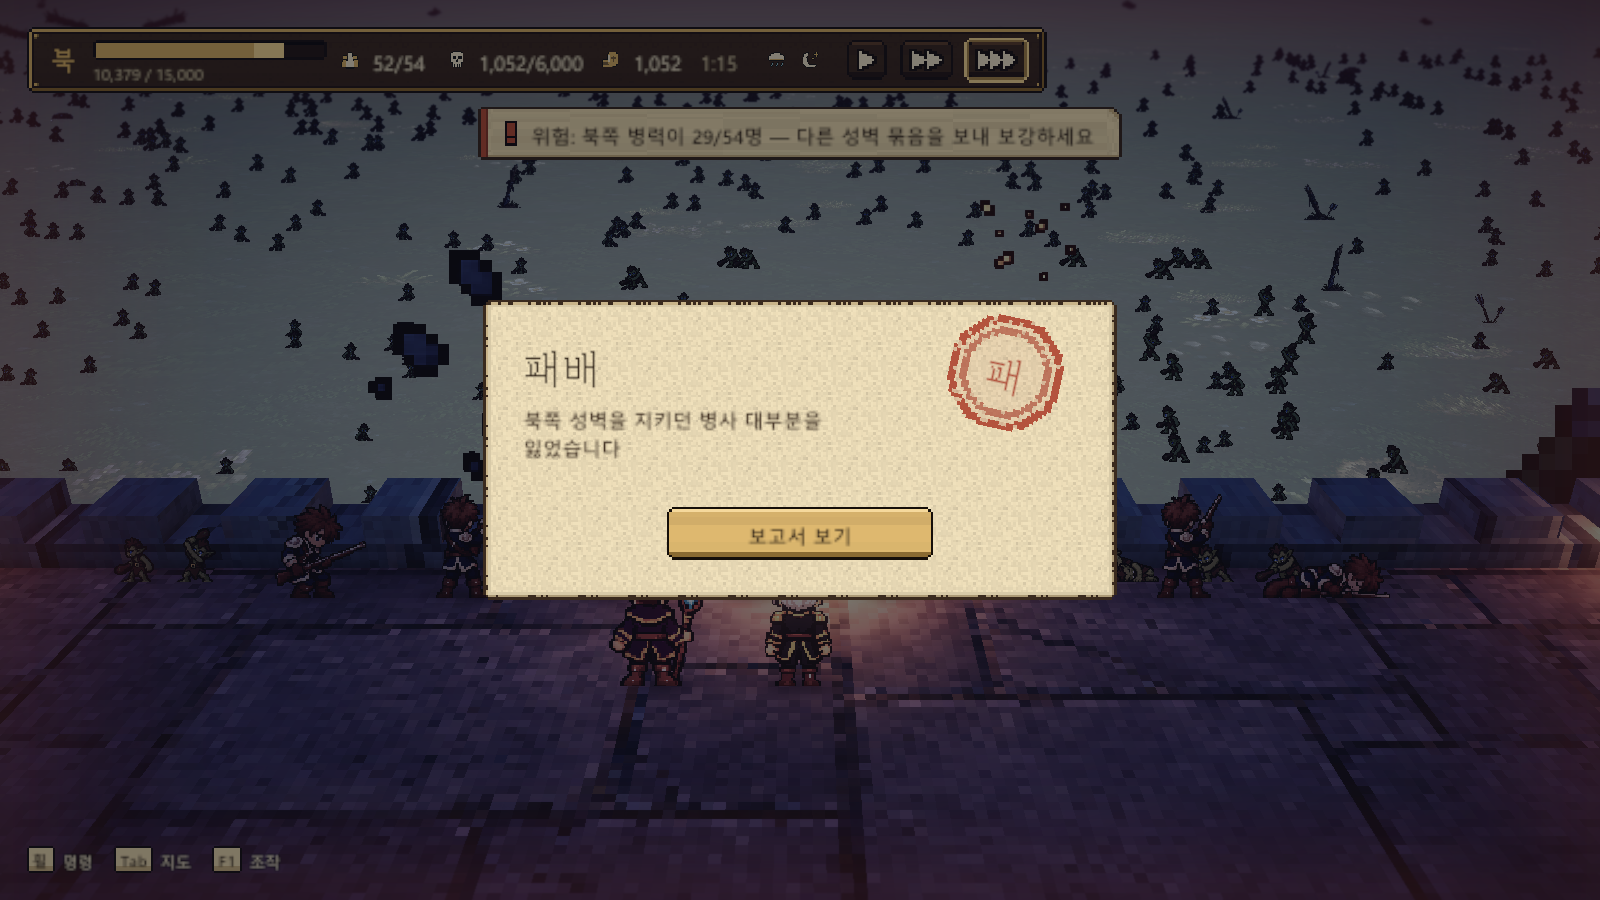 북
10,379 / 15,000
52/54
1,052/6,000
1,052
1:15
위험: 북쪽 병력이 29/54명 — 다른 성벽 묶음을 보내 보강하세요
패배
패
북쪽 성벽을 지키던 병사 대부분을
잃었습니다
보고서 보기
휠 명령 Tab 지도 F1 조작